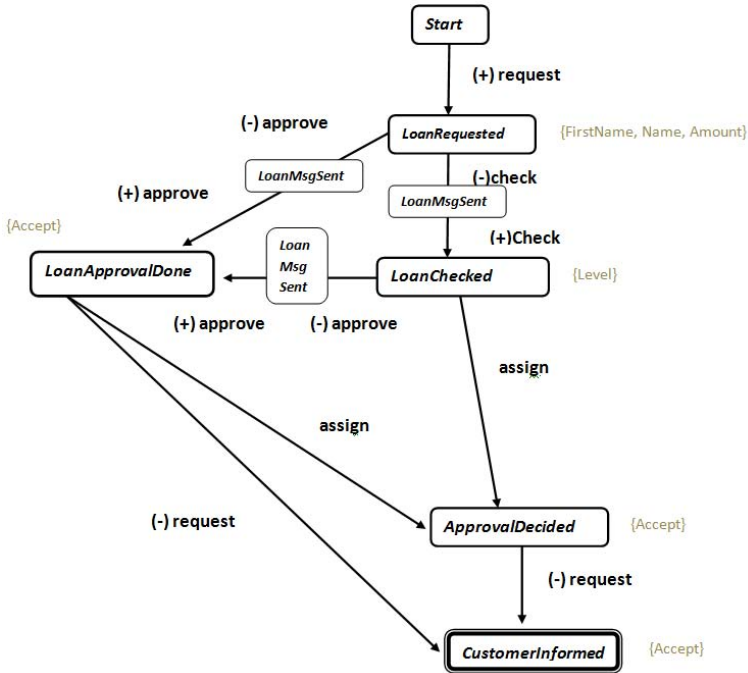 Start
(+) request
(-) approve
LoanRequested
{FirstName, Name, Amount}
LoanMsgSent
(-)check
LoanMsgSent
(+) approve
{Accept}
(+)Check
Loan
Msg
Sent
LoanApprovalDone
LoanChecked
{Level}
(+) approve
(-) approve
assign
assign
(-) request
ApprovalDecided
{Accept}
(-) request
CustomerInformed
{Accept}